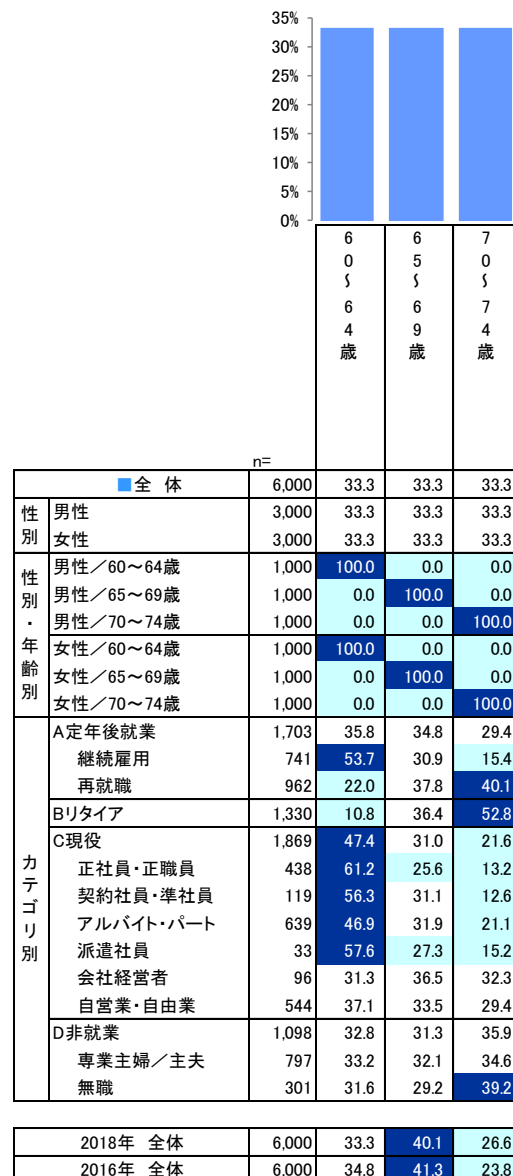 35%
30%
25%
20%
15%
10%
5%
0%
60〜64歳
65〜69歳
70〜74歳
n=
■全 体 6,000 33.3 33.3 33.3
性別
男性 3,000 33.3 33.3 33.3
女性 3,000 33.3 33.3 33.3
性別・年齢別
男性／60～64歳 1,000 100.0 0.0 0.0
男性／65～69歳 1,000 0.0 100.0 0.0
男性／70～74歳 1,000 0.0 0.0 100.0
女性／60～64歳 1,000 100.0 0.0 0.0
女性／65～69歳 1,000 0.0 100.0 0.0
女性／70～74歳 1,000 0.0 0.0 100.0
カテゴリ別
A定年後就業 1,703 35.8 34.8 29.4
継続雇用 741 53.7 30.9 15.4
再就職 962 22.0 37.8 40.1
Bリタイア 1,330 10.8 36.4 52.8
C現役 1,869 47.4 31.0 21.6
正社員・正職員 438 61.2 25.6 13.2
契約社員・準社員 119 56.3 31.1 12.6
アルバイト・パート 639 46.9 31.9 21.1
派遣社員 33 57.6 27.3 15.2
会社経営者 96 31.3 36.5 32.3
自営業・自由業 544 37.1 33.5 29.4
D非就業 1,098 32.8 31.3 35.9
専業主婦／主夫 797 33.2 32.1 34.6
無職 301 31.6 29.2 39.2
2018年 全体 6,000 33.3 40.1 26.6
2016年 全体 6,000 34.8 41.3 23.8